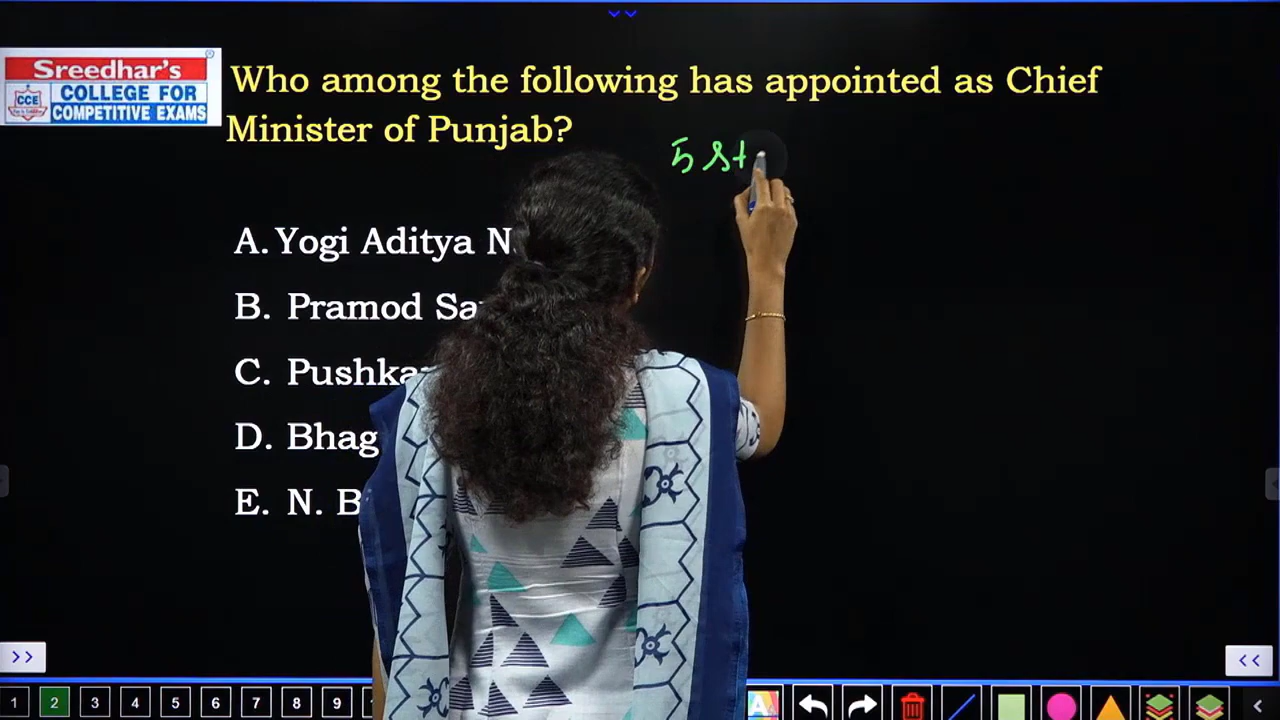 Sreedhar's
CCE
COLLEGE FOR
COMPETITIVE EXAMS
Who among the following has appointed as Chief
Minister of Punjab?
5 st
A. Yogi Aditya N
B. Pramod Sa
C. Pushka
D. Bhag
E. N. B
>>
<<
1 2 3 4 5 6 7 8 9